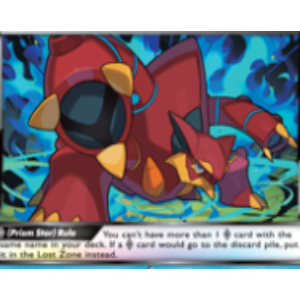 (Prism Star) Rule You can't have more than 1 ◇ card with the
same name in your deck. If a ◇ card would go to the discard pile, put
it in the Lost Zone instead.